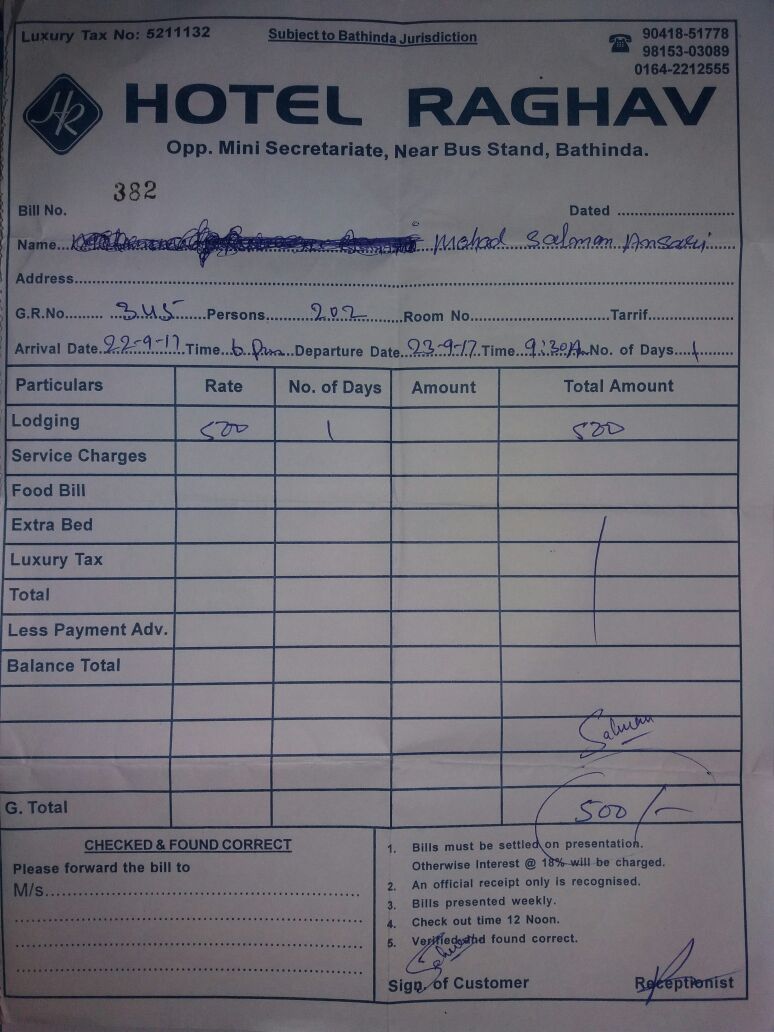 Luxury Tax No: 5211132 Subject to Bathinda Jurisdiction 90418-51778
98153-03089
0164-2212555
HR HOTEL RAGHAV
Opp. Mini Secretariate, Near Bus Stand, Bathinda.
382
Bill No. Dated ..................
Name... Mohad Salman Ansari
Address...
G.R.No........ 345 ......Persons........ 202 ........Room No..................Tarrif..................
Arrival Date 22-9-17 Time 6 Pm Departure Date 23-9-17 Time 9:30A No. of Days 1
Particulars Rate No. of Days Amount Total Amount
Lodging 500 1 500
Service Charges
Food Bill
Extra Bed
Luxury Tax
Total
Less Payment Adv.
Balance Total
Salman
G. Total 500/-
CHECKED & FOUND CORRECT
Please forward the bill to
M/s...
1. Bills must be settled on presentation.
Otherwise Interest @ 18% will be charged.
2. An official receipt only is recognised.
3. Bills presented weekly.
4. Check out time 12 Noon.
5. Verified and found correct.
Salman
Sign. of Customer Receptionist